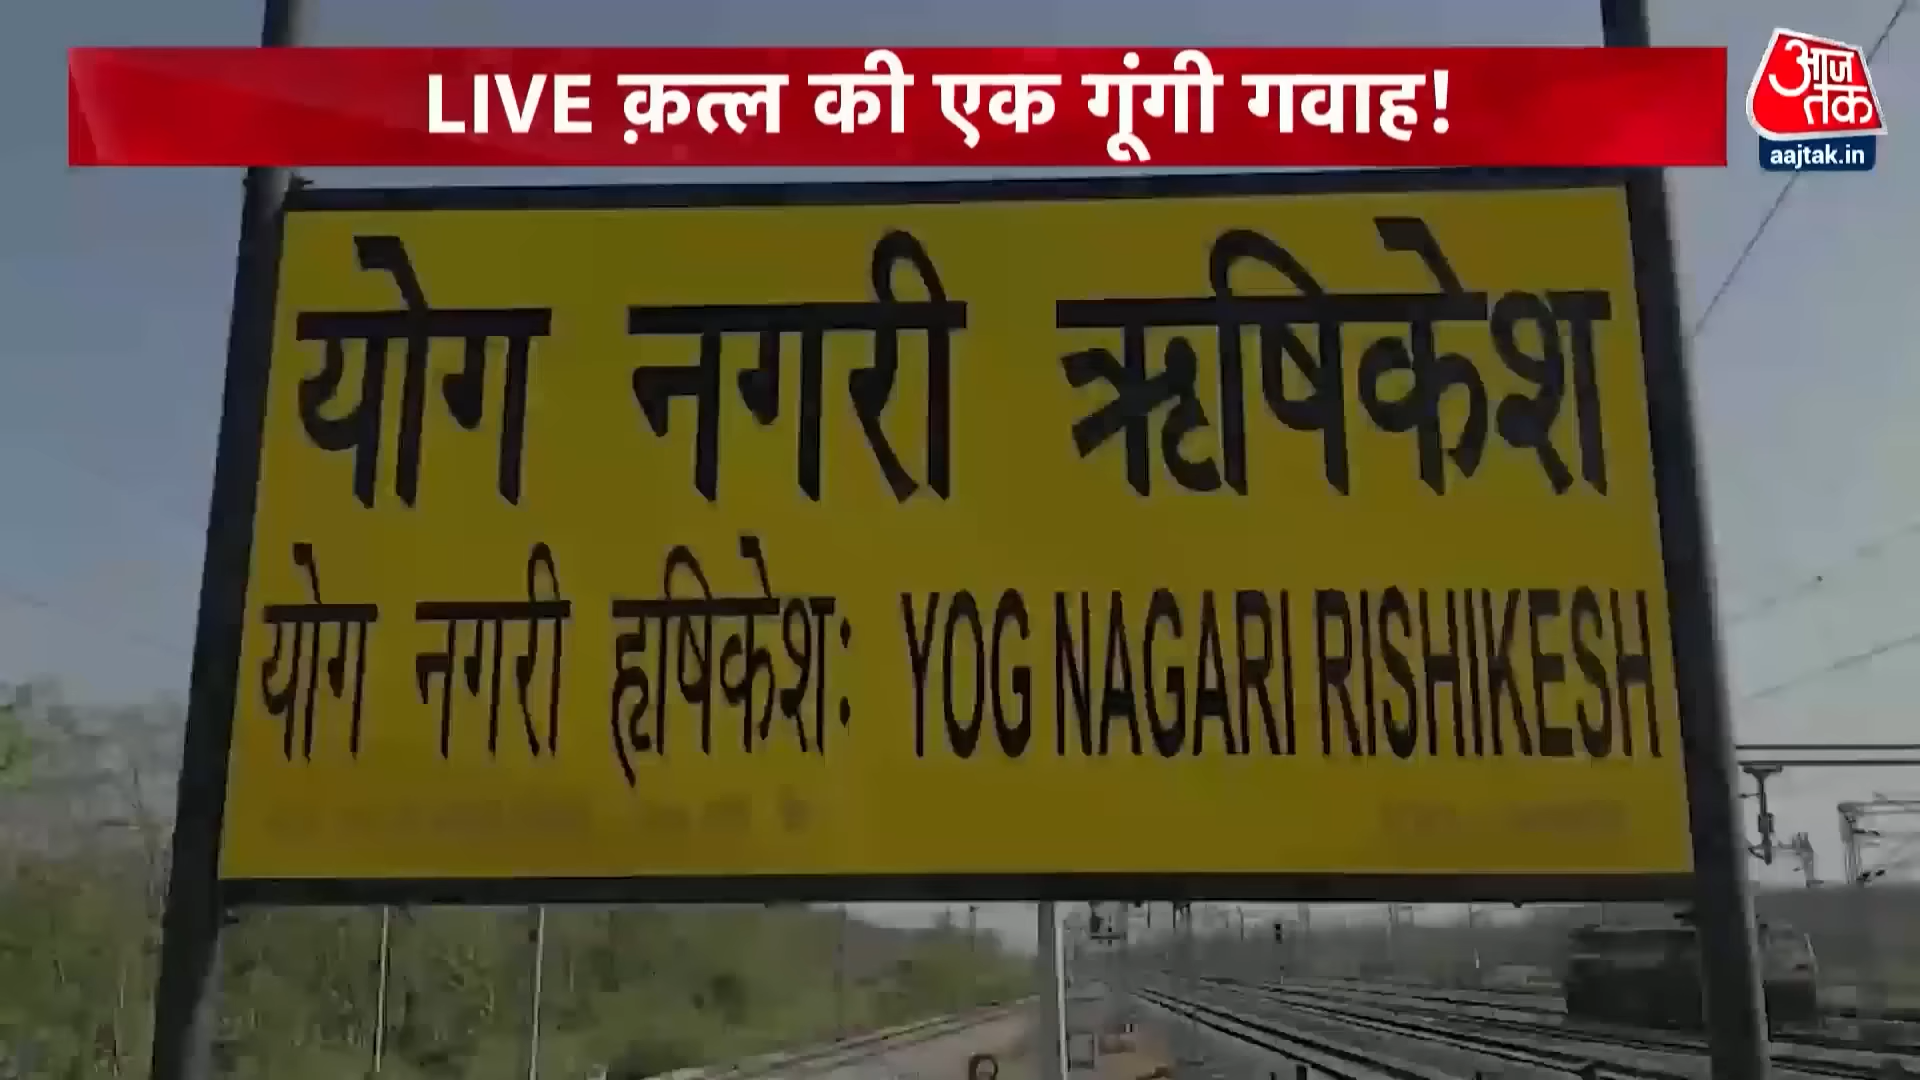 LIVE क़त्ल की एक गूंगी गवाह!
आज
तक
aajtak.in
योग नगरी ऋषिकेश
योग नगरी हृषिकेशः YOG NAGARI RISHIKESH